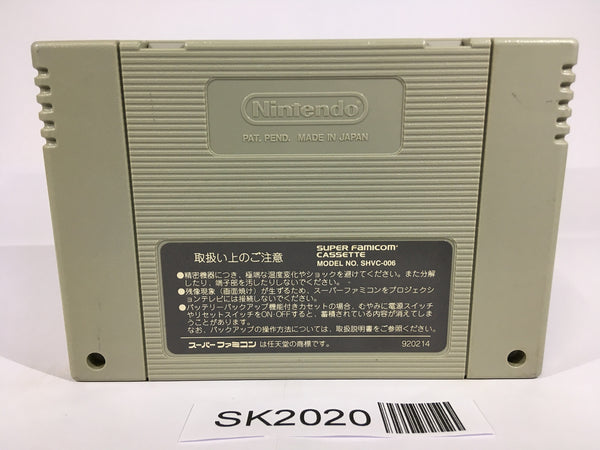 Nintendo
PAT. PEND. MADE IN JAPAN
取扱い上のご注意
SUPER FAMICOM
CASSETTE
MODEL NO. SHVC-006
●精密機器につき、極端な温度変化やショックを避けてください。また分解
したり、端子部を汚したりしないでください。
●残像現象（画面焼け）が生ずるため、スーパーファミコンをプロジェクシ
ョンテレビには接続しないでください。
●バッテリーバックアップ機能付きカセットの場合、むやみに電源スイッチ
やリセットスイッチをON・OFFすると、蓄積されている内容が消えてしま
うことがあります。
なお、バックアップの操作方法については、取扱説明書をご参照ください。
スーパーファミコン は任天堂の商標です。
920214
SK2020